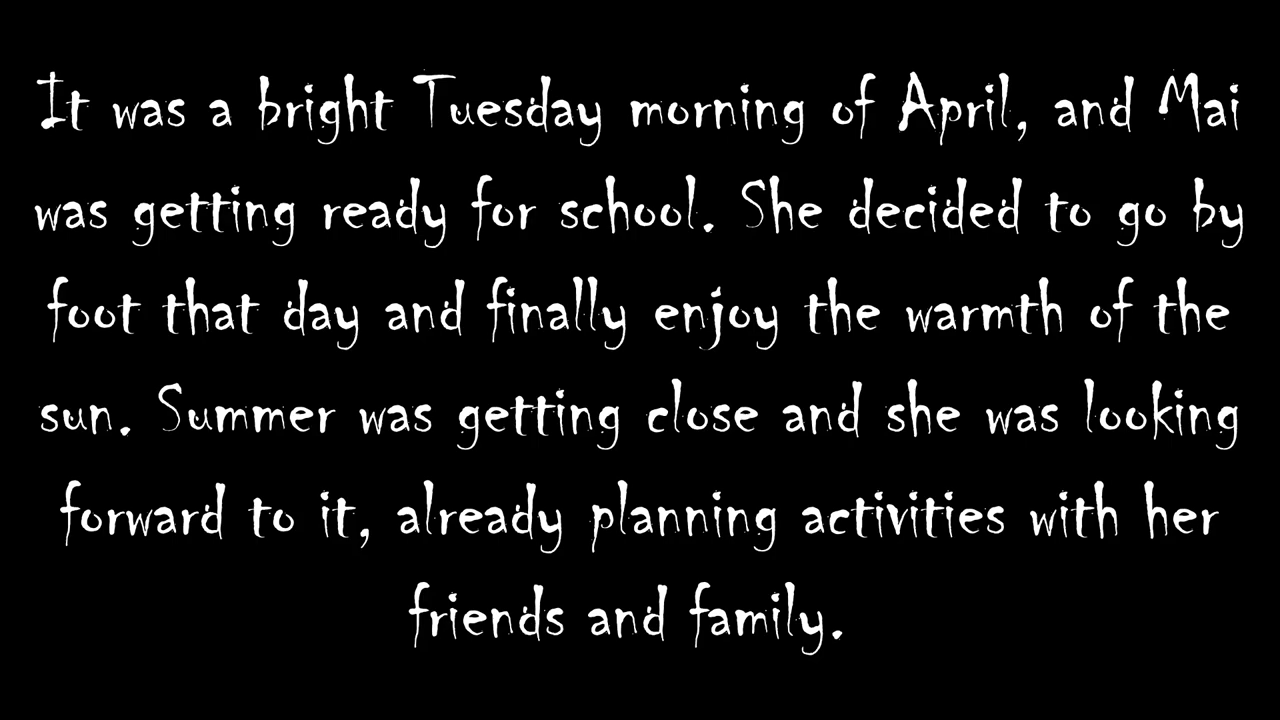 It was a bright Tuesday morning of April, and Mai
was getting ready for school. She decided to go by
foot that day and finally enjoy the warmth of the
sun. Summer was getting close and she was looking
forward to it, already planning activities with her
friends and family.